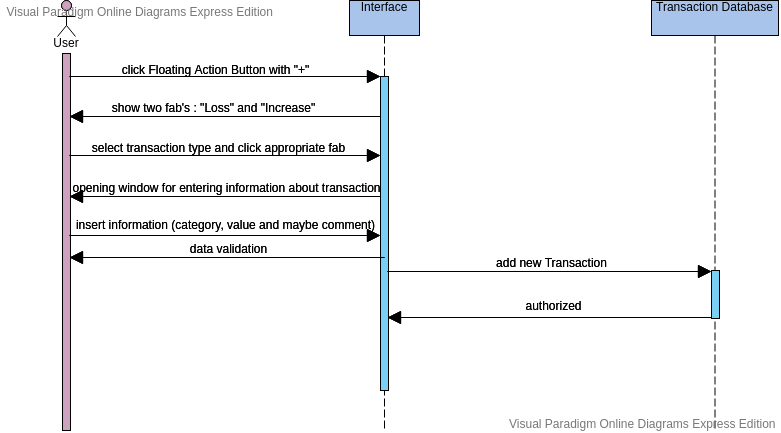 Visual Paradigm Online Diagrams Express Edition
Interface
Transaction Database
User
click Floating Action Button with "+"
show two fab's : "Loss" and "Increase"
select transaction type and click appropriate fab
opening window for entering information about transaction
insert information (category, value and maybe comment)
data validation
add new Transaction
authorized
Visual Paradigm Online Diagrams Express Edition